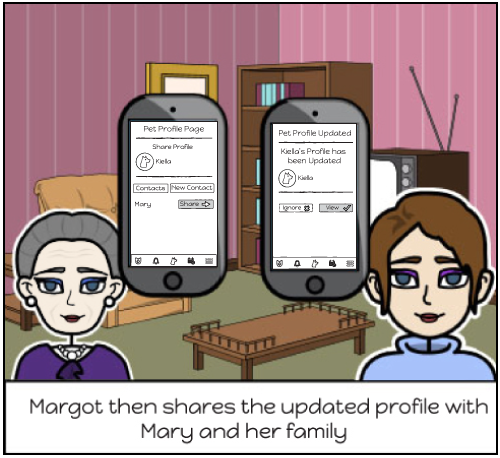 Pet Profile Page
Share Profile
Kiella
Contacts
New Contact
Mary
Share
Pet Profile Updated
Kiella's Profile has
been Updated
Kiella
Ignore
View
Margot then shares the updated profile with
Mary and her family